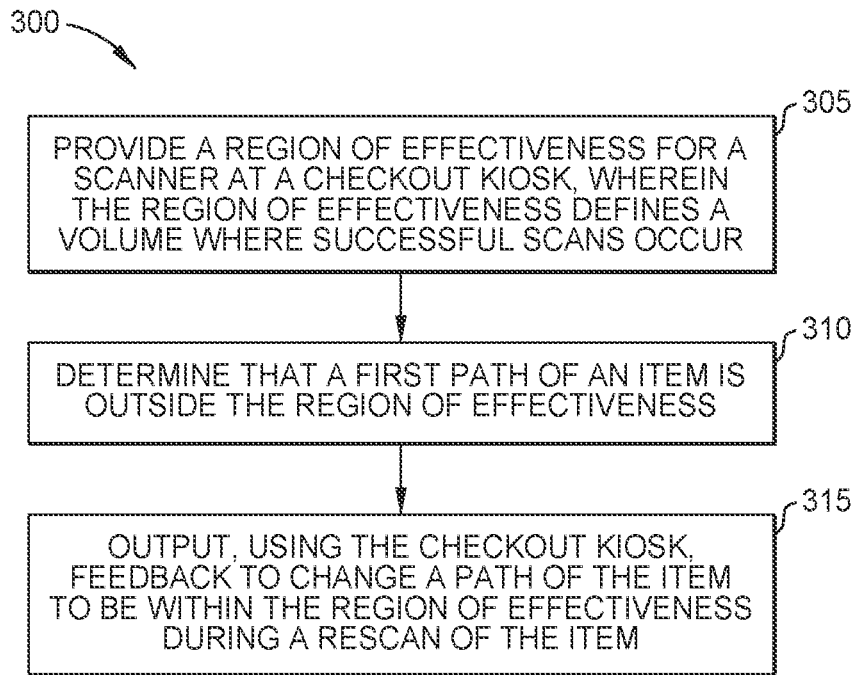 300
305
PROVIDE A REGION OF EFFECTIVENESS FOR A
SCANNER AT A CHECKOUT KIOSK, WHEREIN
THE REGION OF EFFECTIVENESS DEFINES A
VOLUME WHERE SUCCESSFUL SCANS OCCUR
310
DETERMINE THAT A FIRST PATH OF AN ITEM IS
OUTSIDE THE REGION OF EFFECTIVENESS
315
OUTPUT, USING THE CHECKOUT KIOSK,
FEEDBACK TO CHANGE A PATH OF THE ITEM
TO BE WITHIN THE REGION OF EFFECTIVENESS
DURING A RESCAN OF THE ITEM